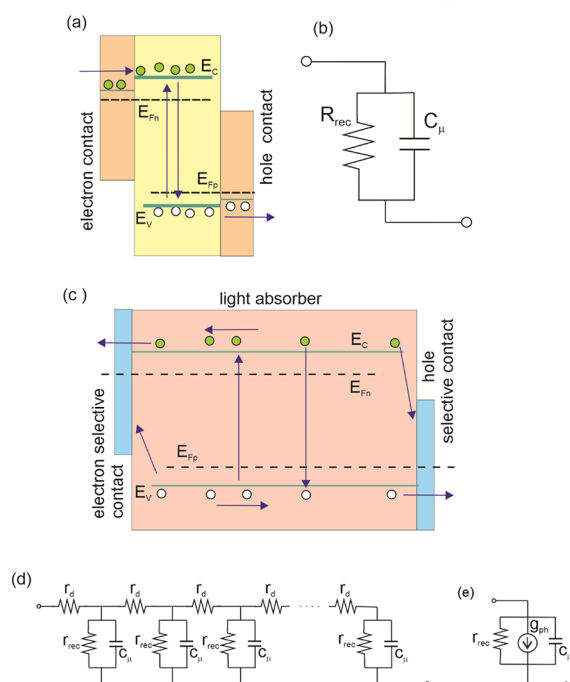 (a)
E_C
E_Fn
E_Fp
E_V
electron contact
hole contact
(b)
R_rec
C_μ
(c )
light absorber
E_C
E_Fn
E_Fp
E_V
electron selective
contact
hole
selective contact
(d)
r_d r_d r_d r_d r_d
r_rec c_μ r_rec c_μ r_rec c_μ r_rec c_μ
(e)
r_rec g_ph c_μ